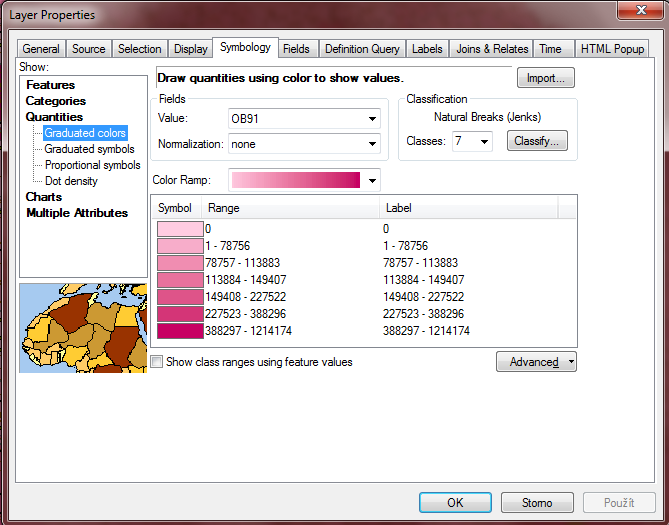 Layer Properties
General Source Selection Display Symbology Fields Definition Query Labels Joins & Relates Time HTML Popup
Show:
Features
Categories
Quantities
Graduated colors
Graduated symbols
Proportional symbols
Dot density
Charts
Multiple Attributes
Draw quantities using color to show values.
Import...
Fields
Value: OB91
Normalization: none
Classification
Natural Breaks (Jenks)
Classes: 7 Classify...
Color Ramp:
Symbol Range Label
0 0
1 - 78756 1 - 78756
78757 - 113883 78757 - 113883
113884 - 149407 113884 - 149407
149408 - 227522 149408 - 227522
227523 - 388296 227523 - 388296
388297 - 1214174 388297 - 1214174
Show class ranges using feature values
Advanced
OK Storno Použít